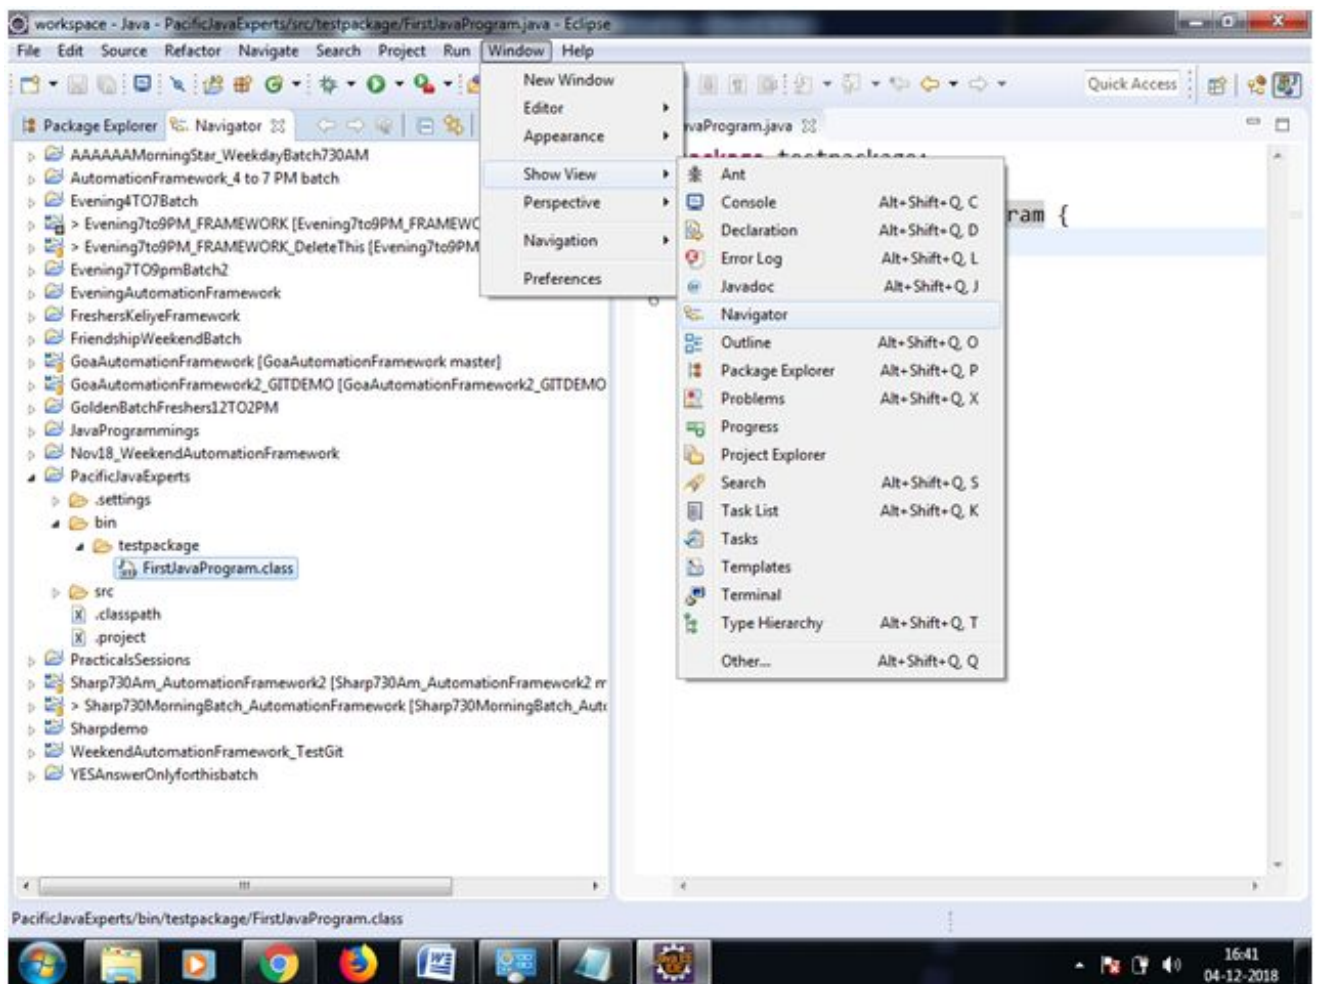 workspace - Java - PacificJavaExperts/src/testpackage/FirstJavaProgram.java - Eclipse
File Edit Source Refactor Navigate Search Project Run Window Help
Quick Access
Package Explorer Navigator
AAAAAAMorningStar_WeekdayBatch730AM
AutomationFramework_4 to 7 PM batch
Evening4TO7Batch
> Evening7to9PM_FRAMEWORK [Evening7to9PM_FRAMEWC
> Evening7to9PM_FRAMEWORK_DeleteThis [Evening7to9PM
Evening7TO9pmBatch2
EveningAutomationFramework
FreshersKeliyeFramework
FriendshipWeekendBatch
GoaAutomationFramework [GoaAutomationFramework master]
GoaAutomationFramework2_GITDEMO [GoaAutomationFramework2_GITDEMO
GoldenBatchFreshers12TO2PM
JavaProgrammings
Nov18_WeekendAutomationFramework
PacificJavaExperts
.settings
bin
testpackage
FirstJavaProgram.class
src
.classpath
.project
PracticalsSessions
Sharp730Am_AutomationFramework2 [Sharp730Am_AutomationFramework2 m
> Sharp730MorningBatch_AutomationFramework [Sharp730MorningBatch_Auto
Sharpdemo
WeekendAutomationFramework_TestGit
YESAnswerOnlyforthisbatch
New Window
Editor
Appearance
Show View
Perspective
Navigation
Preferences
vaProgram.java
package testpackage;
ram {
6
Ant
Console Alt+Shift+Q, C
Declaration Alt+Shift+Q, D
Error Log Alt+Shift+Q, L
Javadoc Alt+Shift+Q, J
Navigator
Outline Alt+Shift+Q, O
Package Explorer Alt+Shift+Q, P
Problems Alt+Shift+Q, X
Progress
Project Explorer
Search Alt+Shift+Q, S
Task List Alt+Shift+Q, K
Tasks
Templates
Terminal
Type Hierarchy Alt+Shift+Q, T
Other... Alt+Shift+Q, Q
PacificJavaExperts/bin/testpackage/FirstJavaProgram.class
16:41
04-12-2018